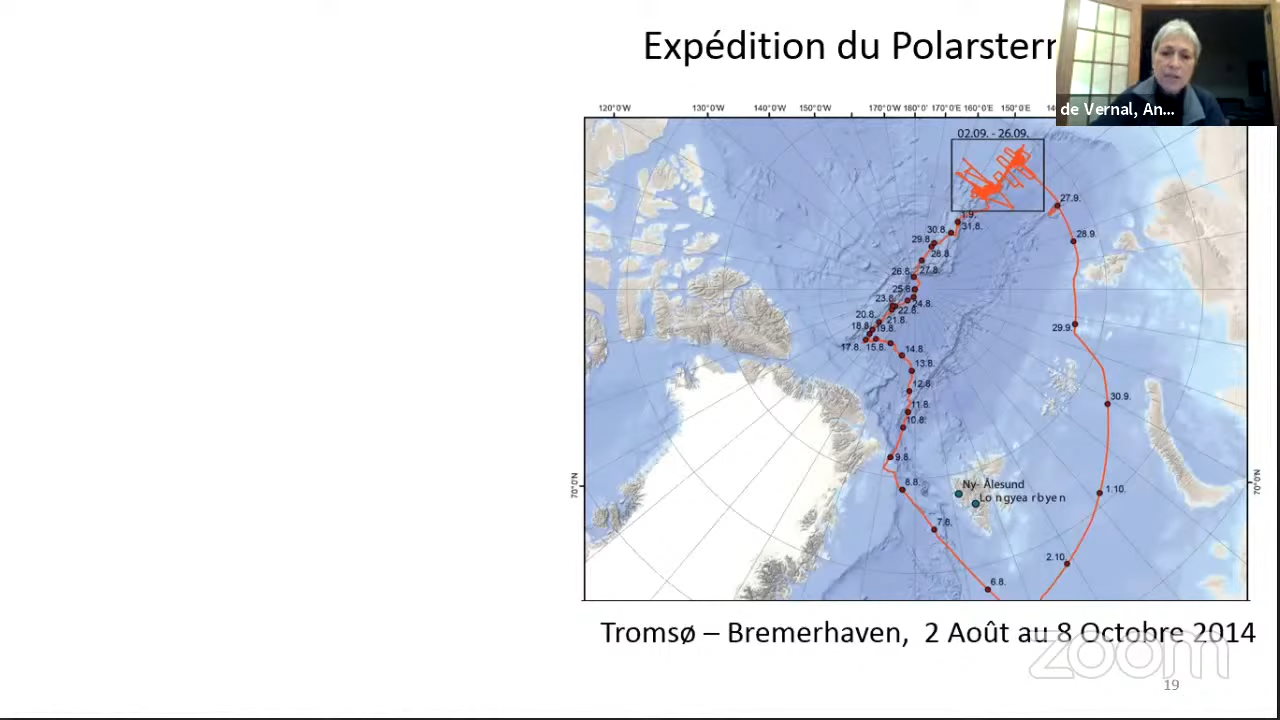 Expédition du Polarstern
de Vernal, An...
120°0'W 130°0'W 140°0'W 150°0'W 170°0'W 180°0' 170°0'E 160°0'E 150°0'E
02.09. - 26.09.
27.9.
1.9.
31.8.
30.8.
28.9.
29.8.
28.8.
26.8. 27.8.
25.8.
23.8. 24.8.
22.8.
20.8. 21.8.
18.8. 19.8.
29.9.
17.8. 15.8. 14.8.
13.8.
12.8.
30.9.
11.8.
10.8.
9.8.
70°0'N
70°0'N
8.8.
Ny-Ålesund
Longyearbyen
1.10.
7.8.
2.10.
6.8.
Tromsø – Bremerhaven, 2 Août au 8 Octobre 2014
zoom
19